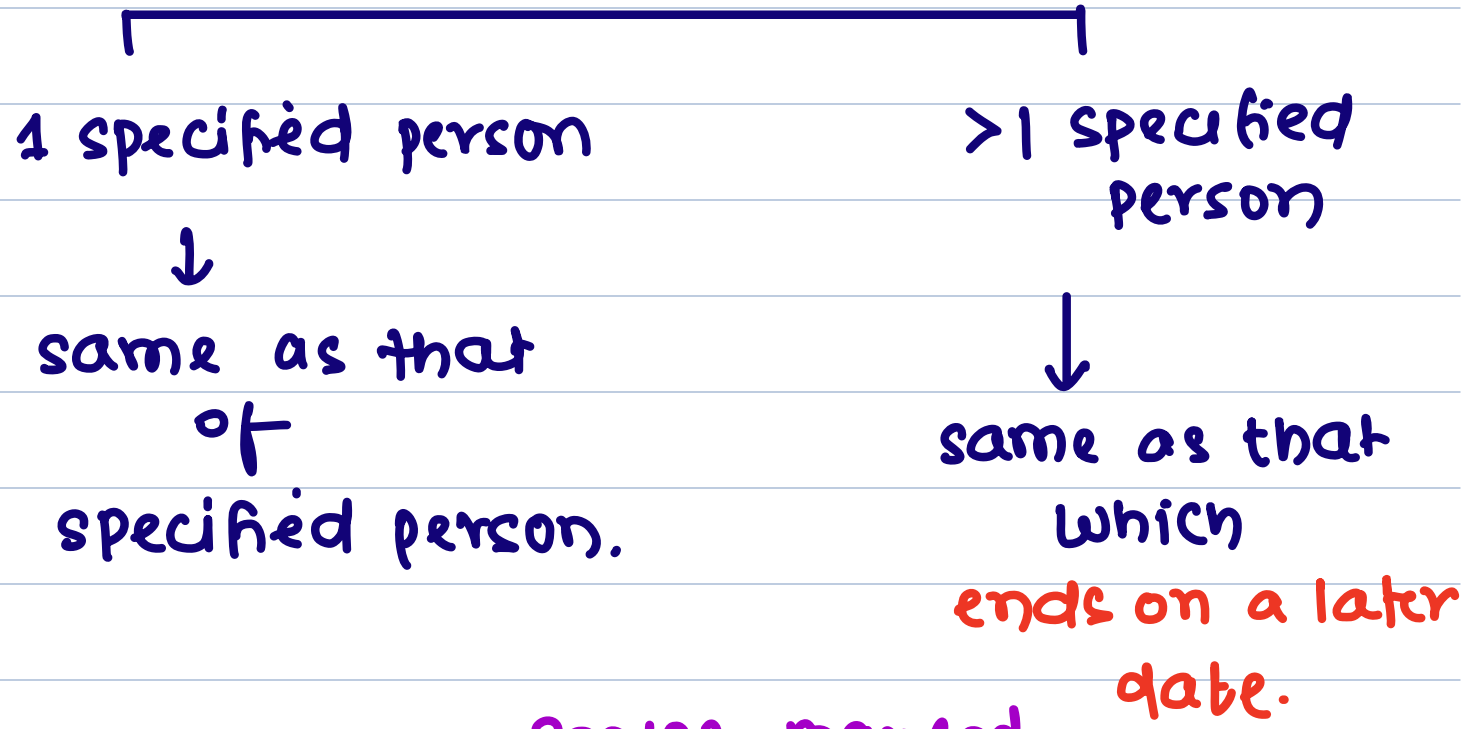 1 specified person
>1 specified
person
same as that
of
specified person.
same as that
which
ends on a later
date.